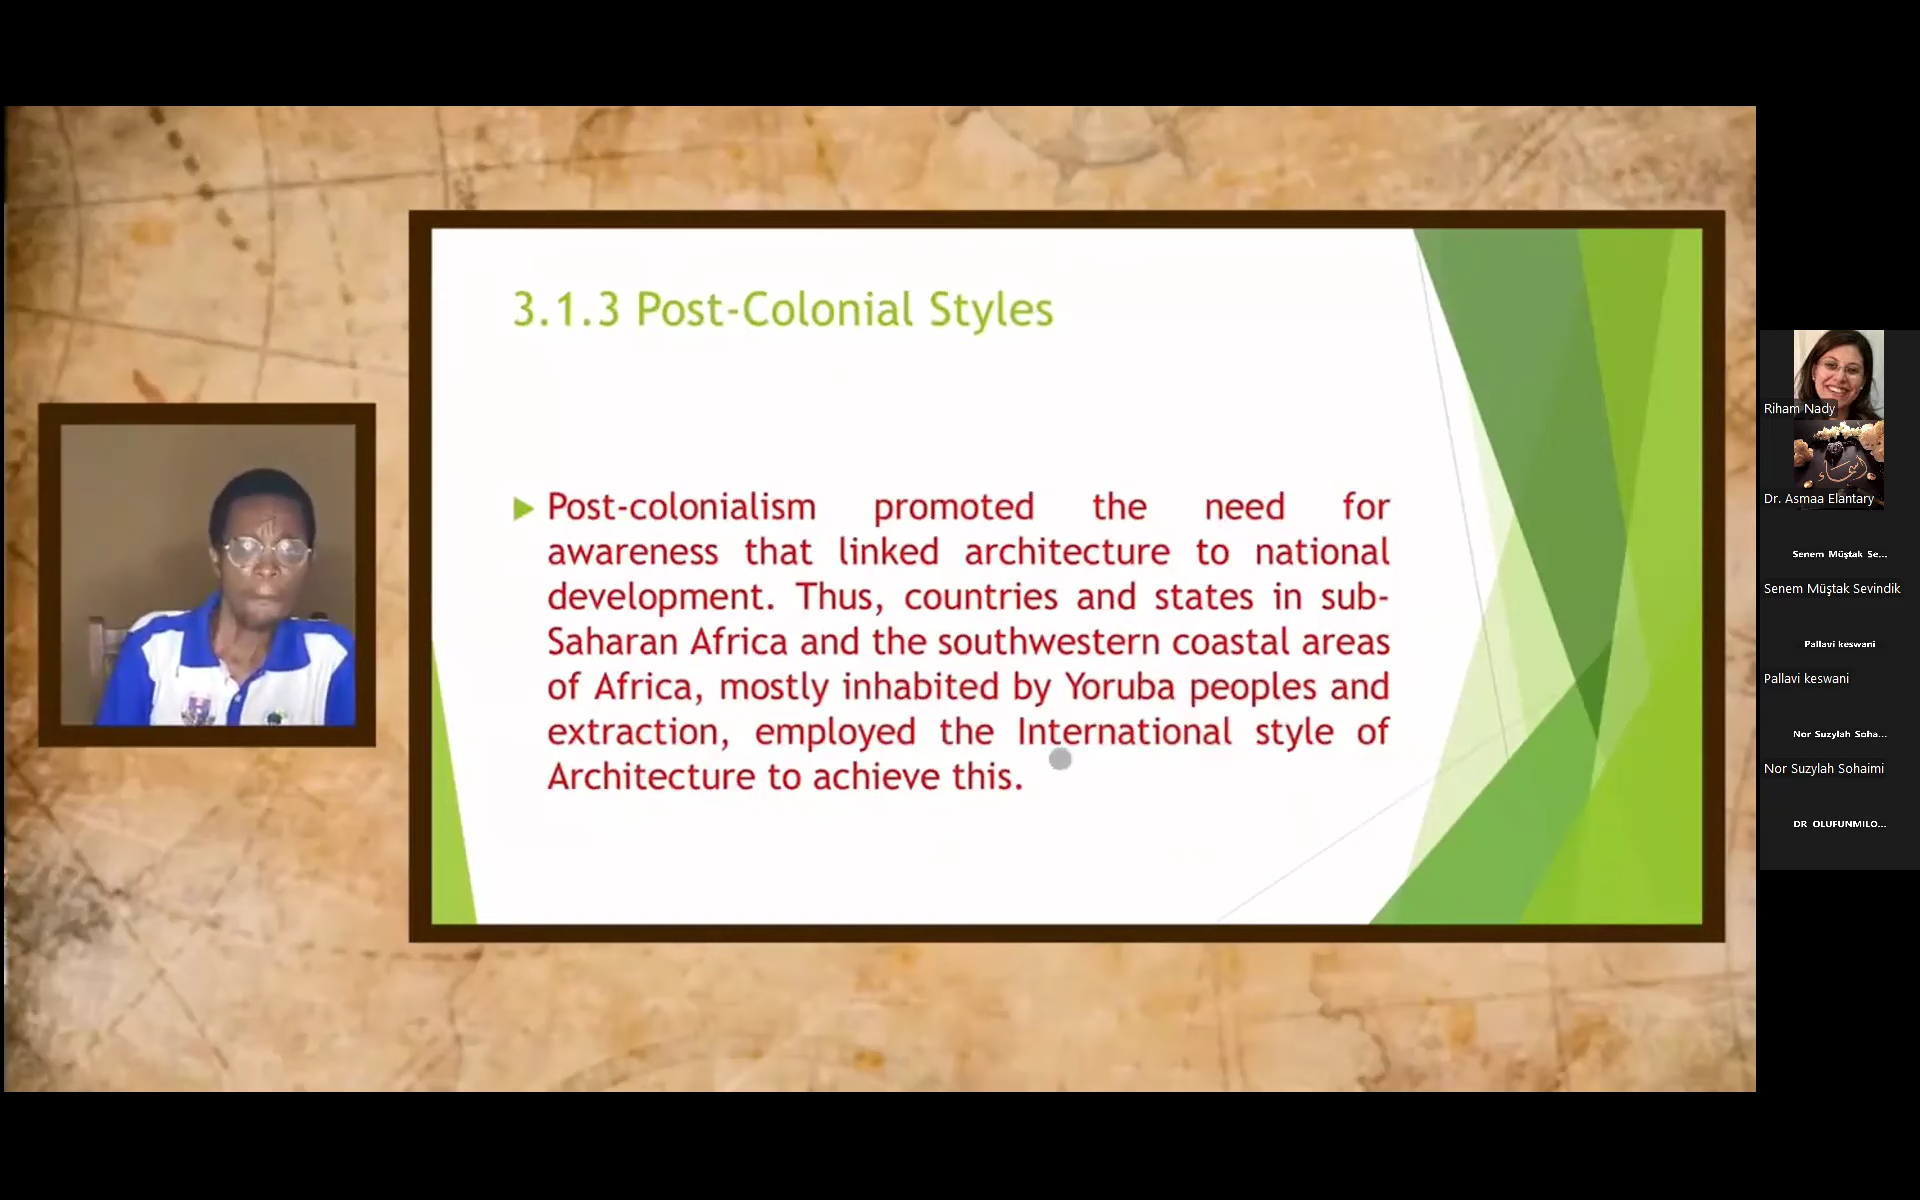 3.1.3 Post-Colonial Styles
Post-colonialism promoted the need for
awareness that linked architecture to national
development. Thus, countries and states in sub-
Saharan Africa and the southwestern coastal areas
of Africa, mostly inhabited by Yoruba peoples and
extraction, employed the International style of
Architecture to achieve this.
Riham Nady
أسماء
Dr. Asmaa Elantary
Senem Müştak Se...
Senem Müştak Sevindik
Pallavi keswani
Pallavi keswani
Nor Suzylah Soha...
Nor Suzylah Sohaimi
DR OLUFUNMILO...